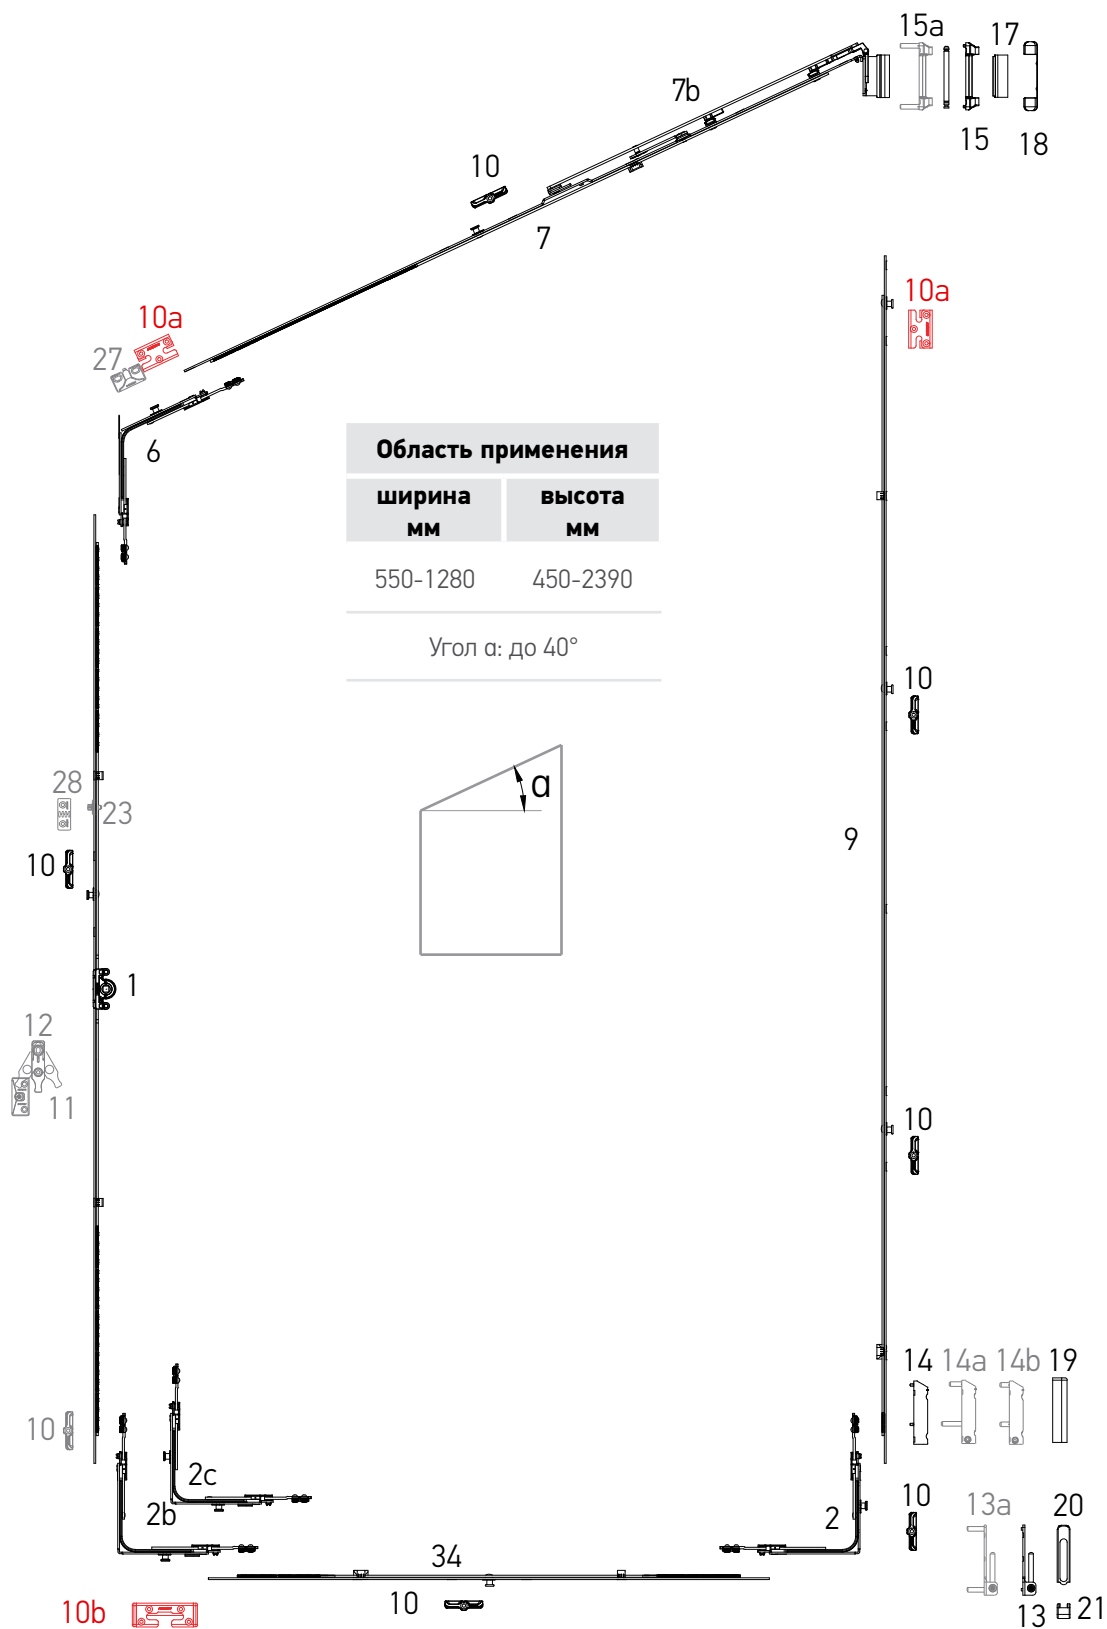 15a
17
7b
15
18
10
7
10a
10a
27
6
Область применения
ширина высота
мм мм
550-1280 450-2390
Угол α: до 40°
10
28
23
α
9
10
1
12
11
10
14 14a 14b 19
10
2c
2b
2
10
13a
20
34
10
10b
13
21